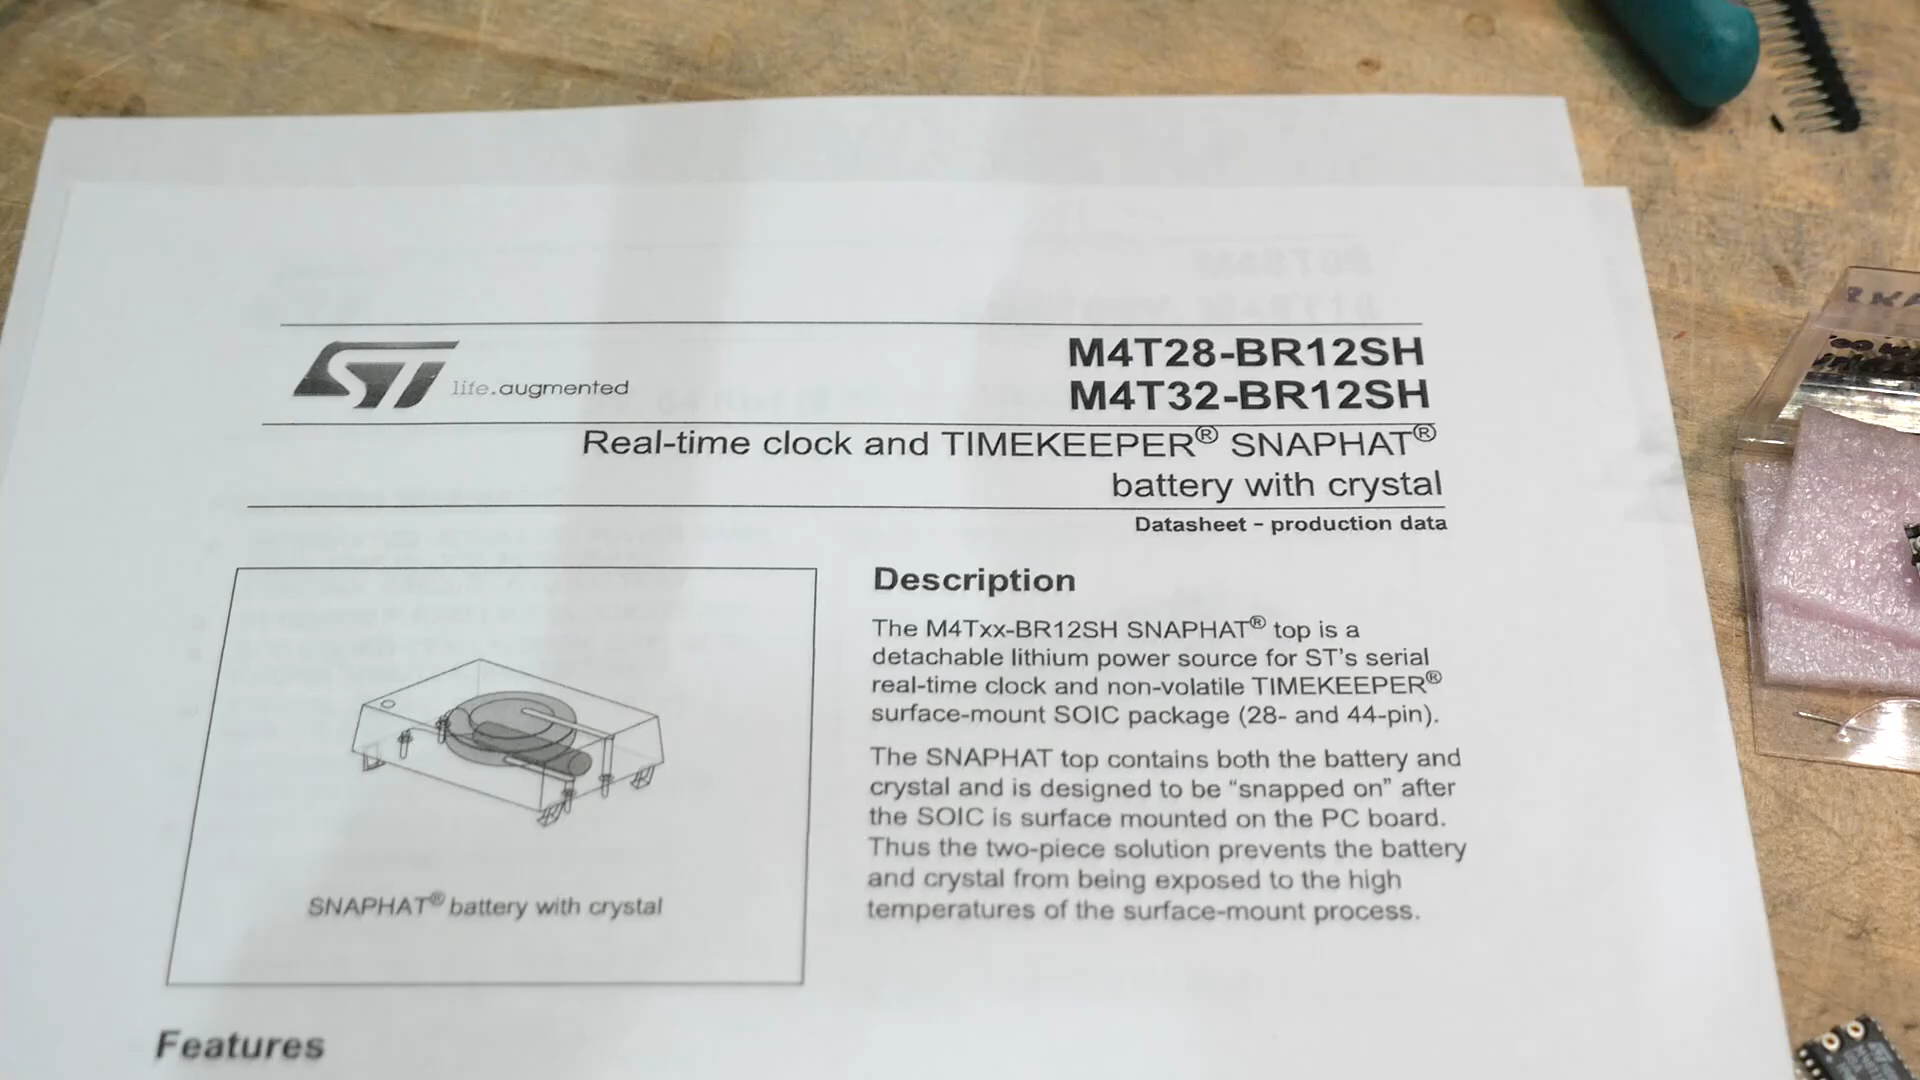 ST life.augmented
M4T28-BR12SH
M4T32-BR12SH
Real-time clock and TIMEKEEPER® SNAPHAT®
battery with crystal
Datasheet - production data
SNAPHAT® battery with crystal
Description
The M4Txx-BR12SH SNAPHAT® top is a
detachable lithium power source for ST's serial
real-time clock and non-volatile TIMEKEEPER®
surface-mount SOIC package (28- and 44-pin).
The SNAPHAT top contains both the battery and
crystal and is designed to be “snapped on” after
the SOIC is surface mounted on the PC board.
Thus the two-piece solution prevents the battery
and crystal from being exposed to the high
temperatures of the surface-mount process.
Features